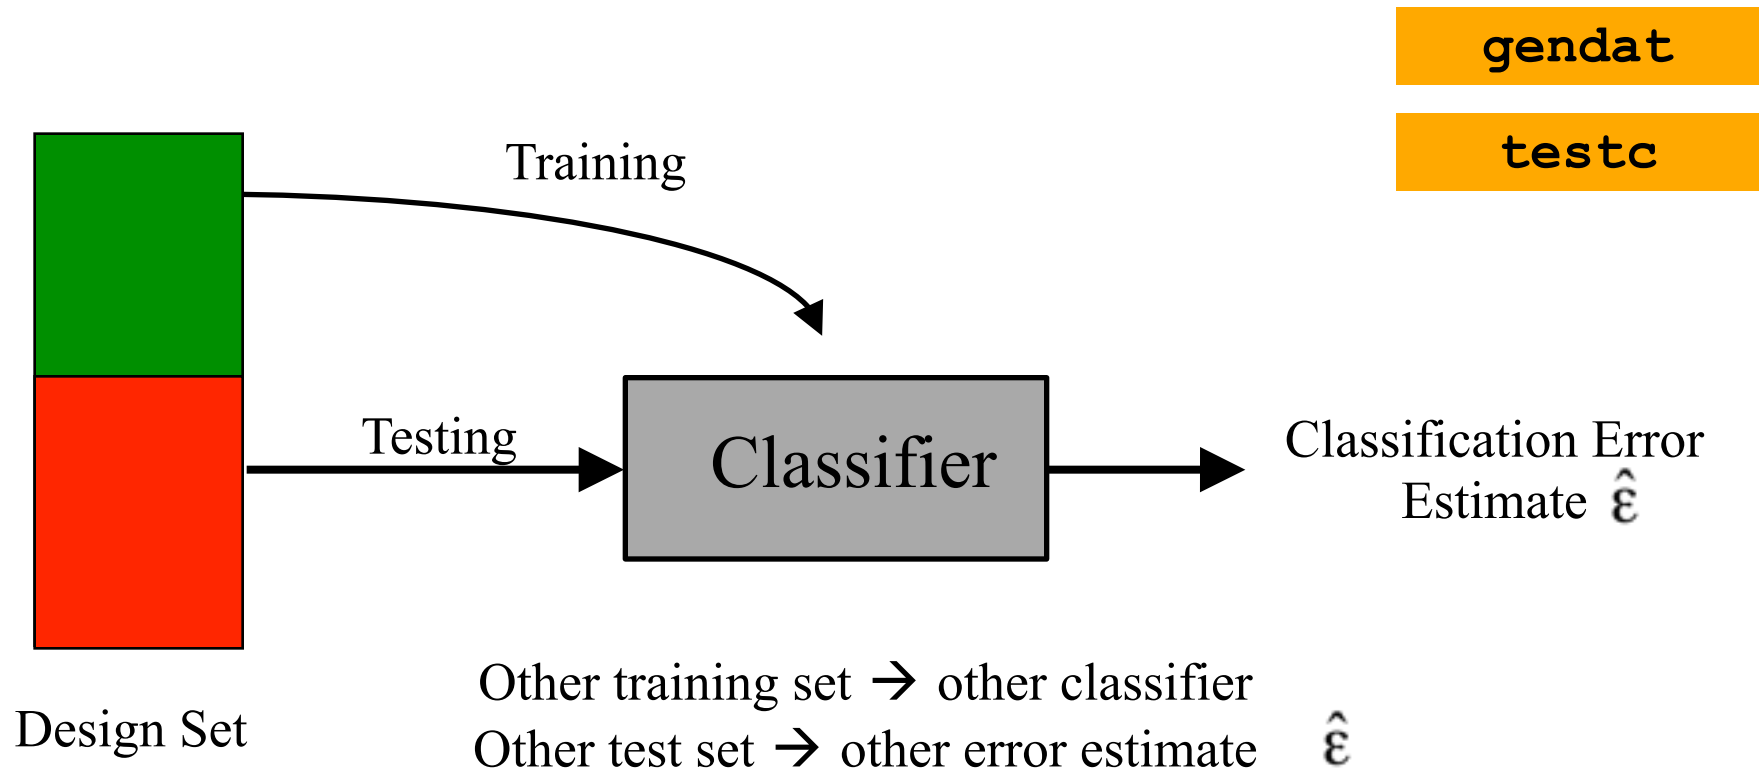 gendat
testc
Training
Testing
Classifier
Classification Error
Estimate ε̂
Design Set
Other training set → other classifier
Other test set → other error estimate ε̂